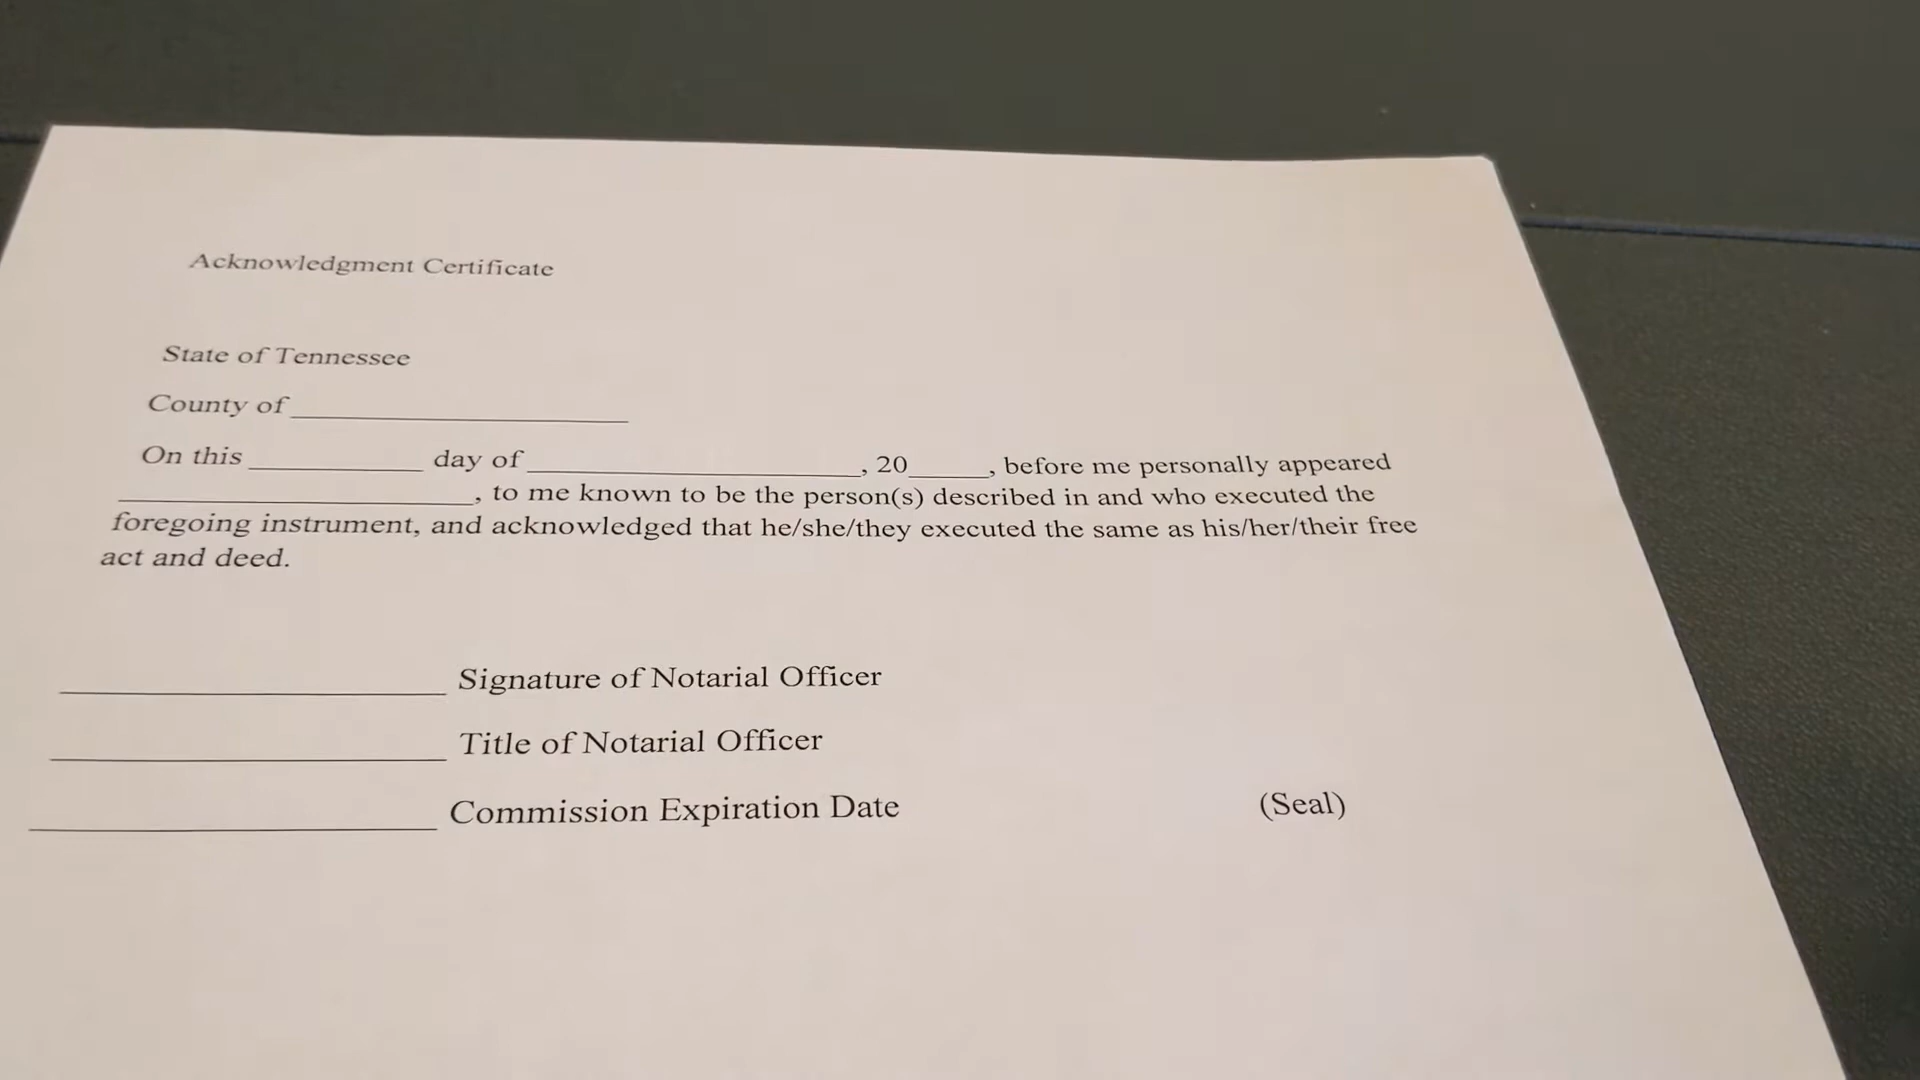 Acknowledgment Certificate
State of Tennessee
County of ____________________
On this __________ day of ____________________, 20_____, before me personally appeared
____________________, to me known to be the person(s) described in and who executed the
foregoing instrument, and acknowledged that he/she/they executed the same as his/her/their free
act and deed.
____________________ Signature of Notarial Officer
____________________ Title of Notarial Officer
____________________ Commission Expiration Date (Seal)